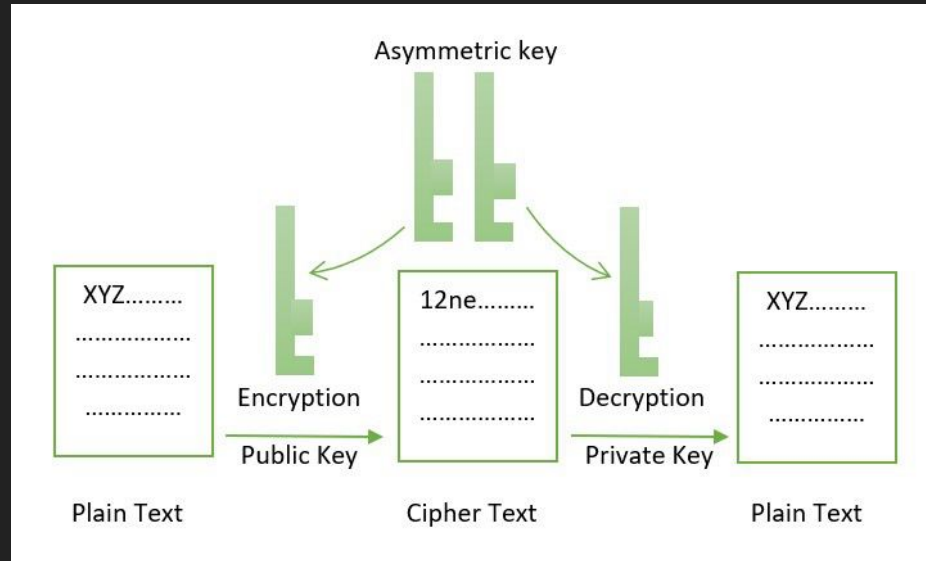 Asymmetric key
XYZ.........
..................
..................
...............
Encryption
Public Key
12ne.........
..................
..................
..................
Decryption
Private Key
XYZ.........
..................
..................
...............
Plain Text
Cipher Text
Plain Text